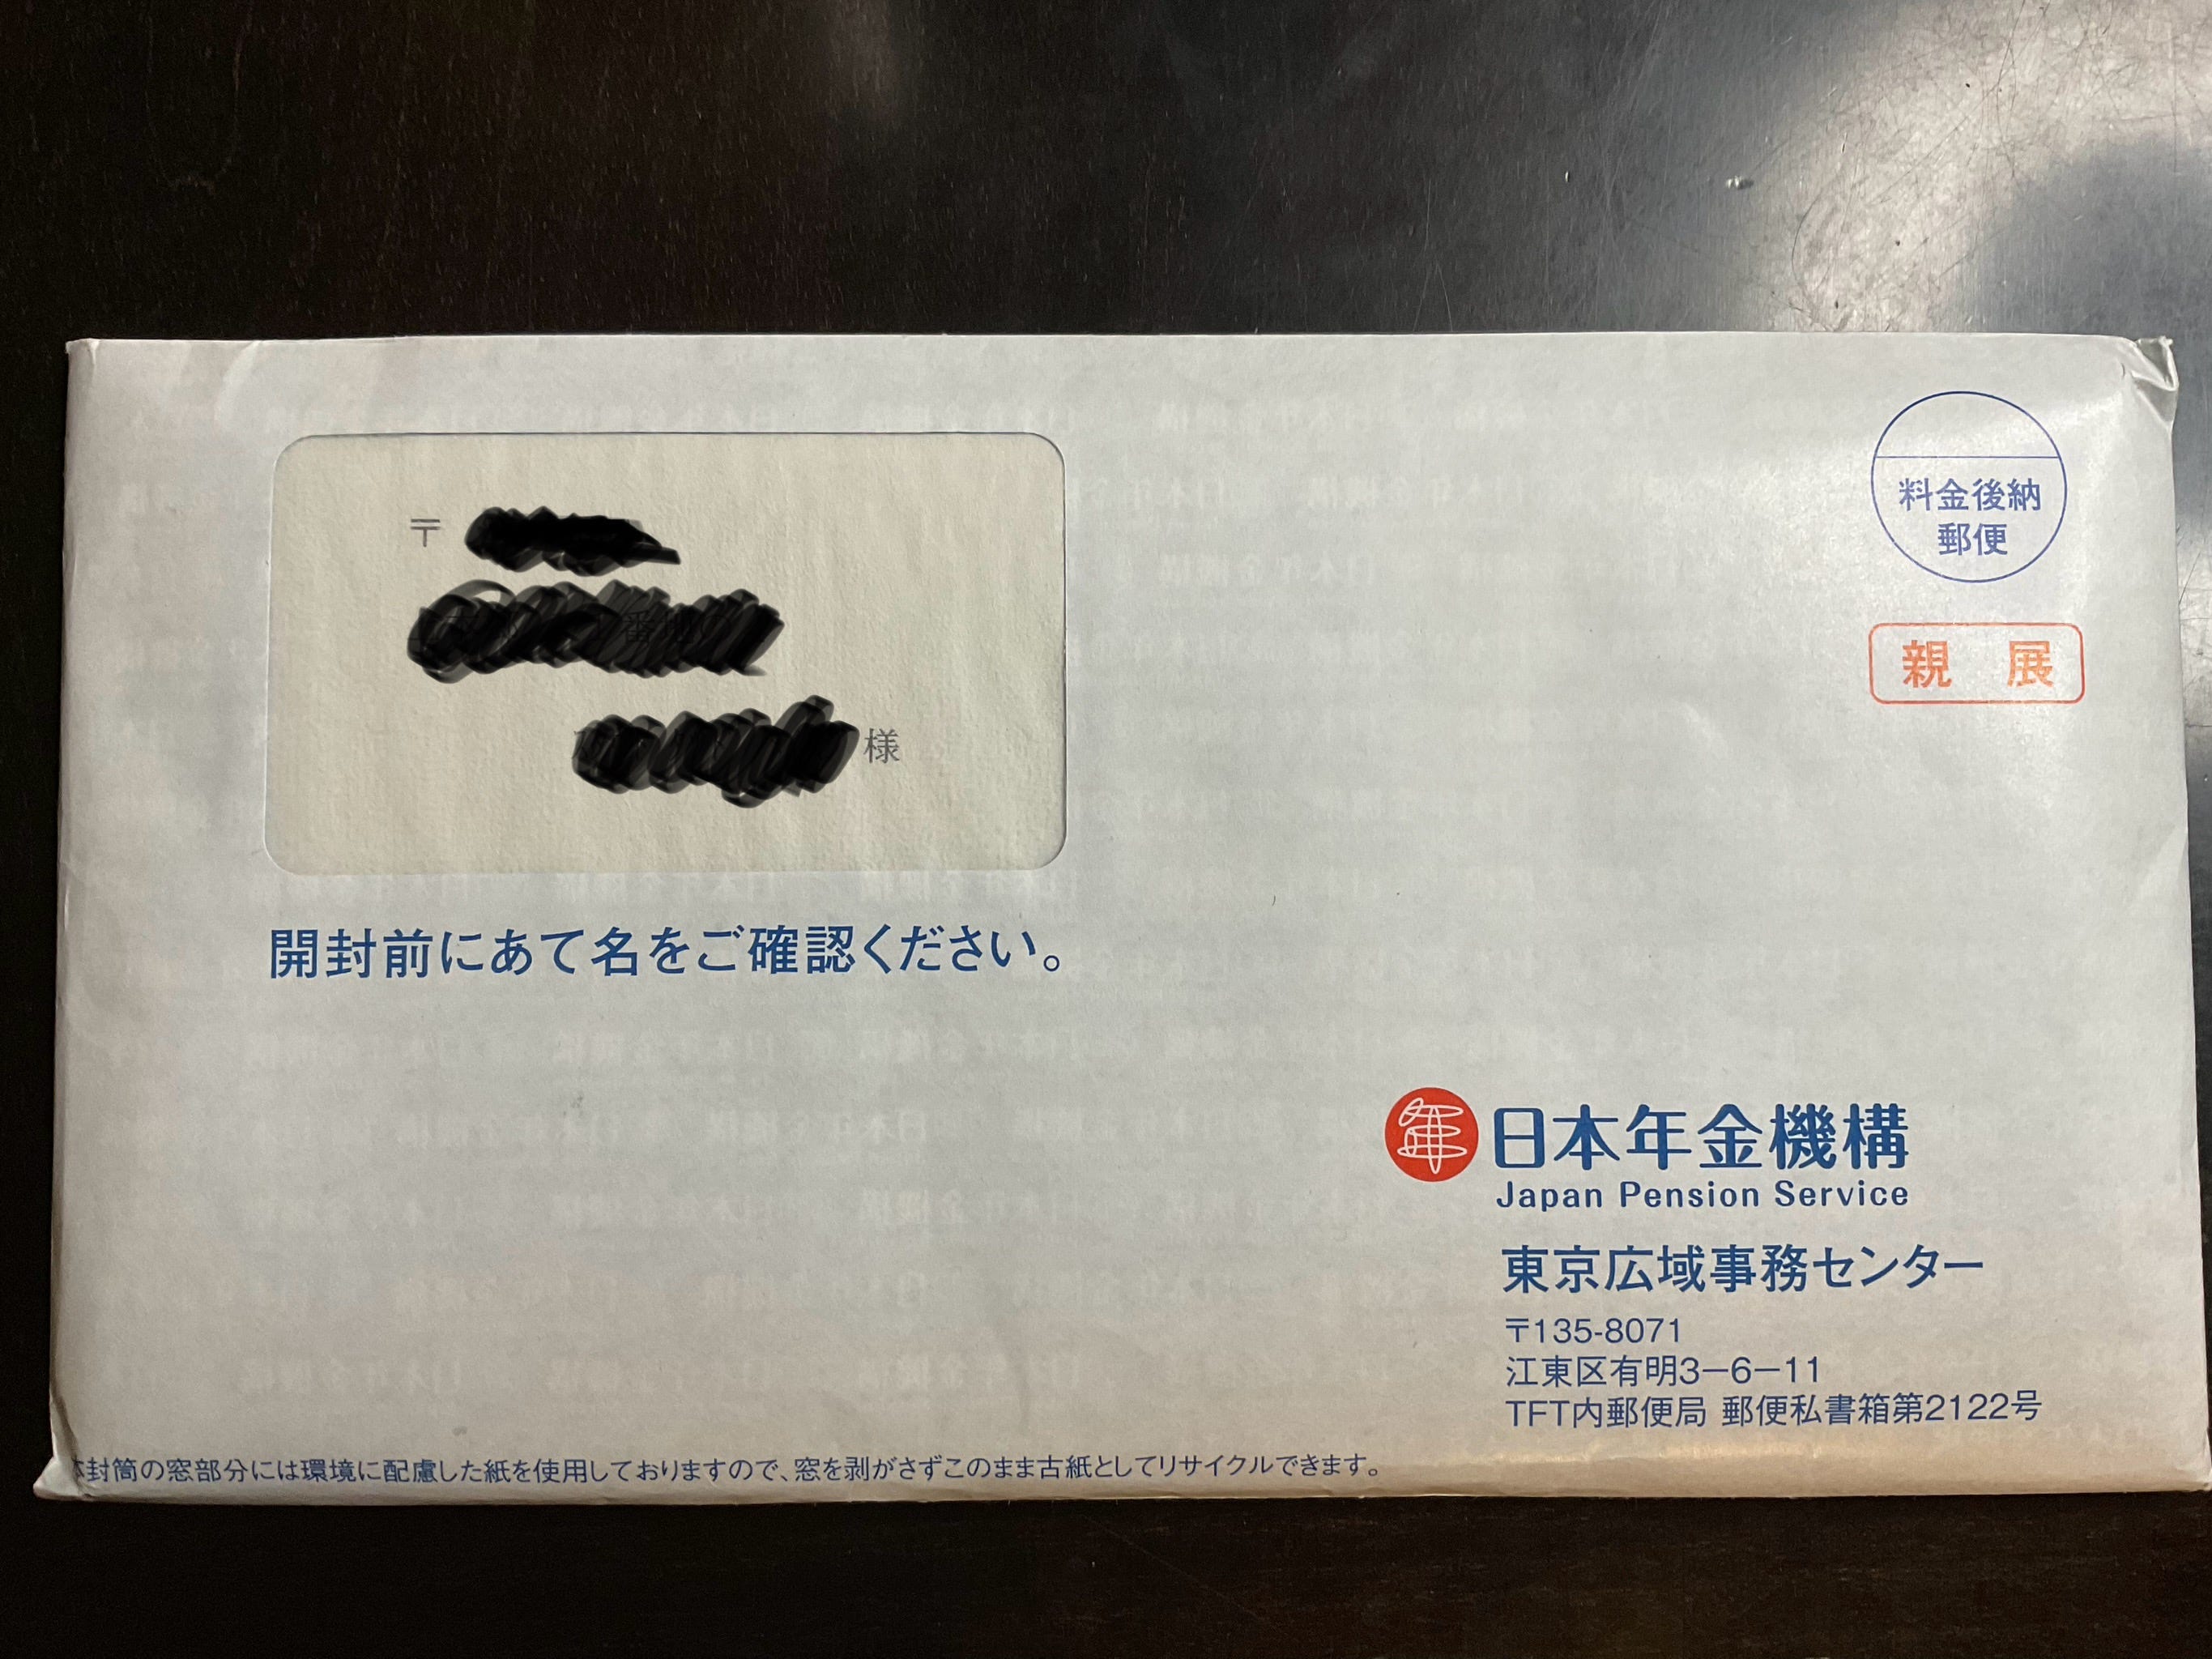 〒
様
開封前にあて名をご確認ください。
料金後納
郵便
親 展
日本年金機構
Japan Pension Service
東京広域事務センター
〒135-8071
江東区有明3−6−11
TFT内郵便局 郵便私書箱第2122号
封筒の窓部分には環境に配慮した紙を使用しておりますので、窓を剥がさずこのまま古紙としてリサイクルできます。